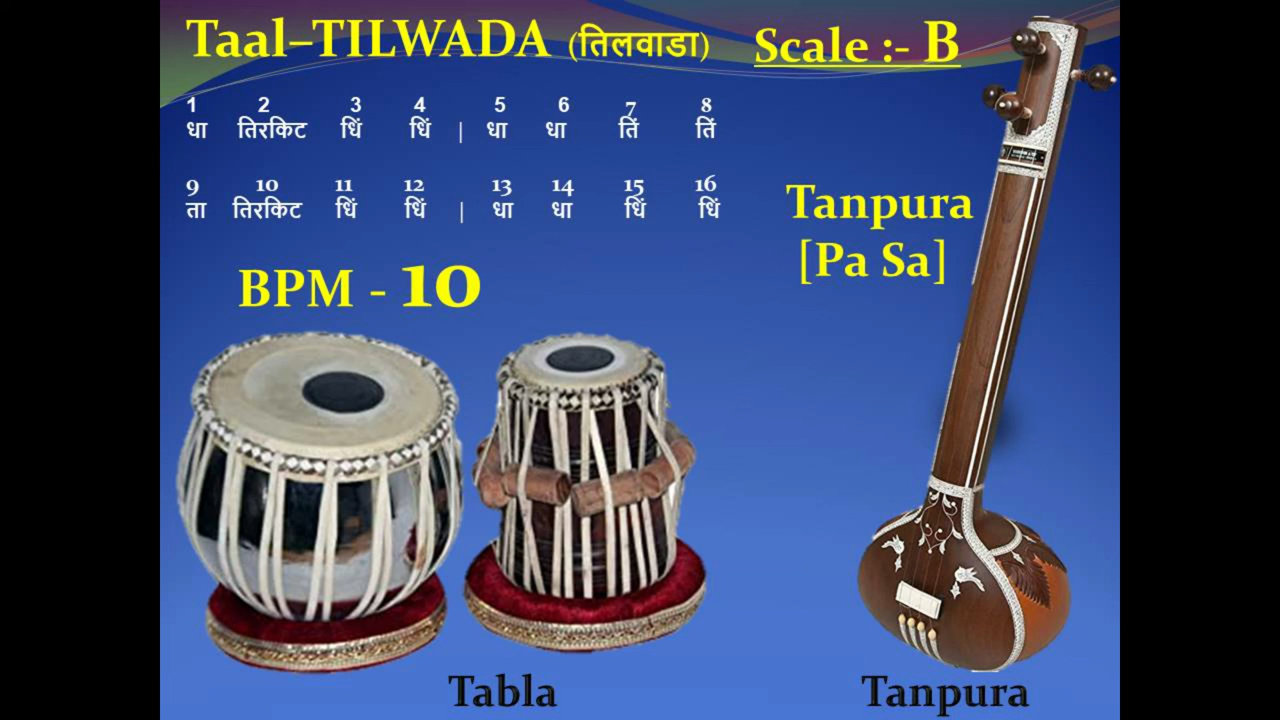 Taal–TILWADA (तिलवाडा)
Scale :- B
1 2 3 4 5 6 7 8
धा तिरकिट धिं धिं | धा धा तिं तिं
9 10 11 12 13 14 15 16
ता तिरकिट धिं धिं | धा धा धिं धिं
Tanpura
[Pa Sa]
BPM - 10
Tabla
Tanpura